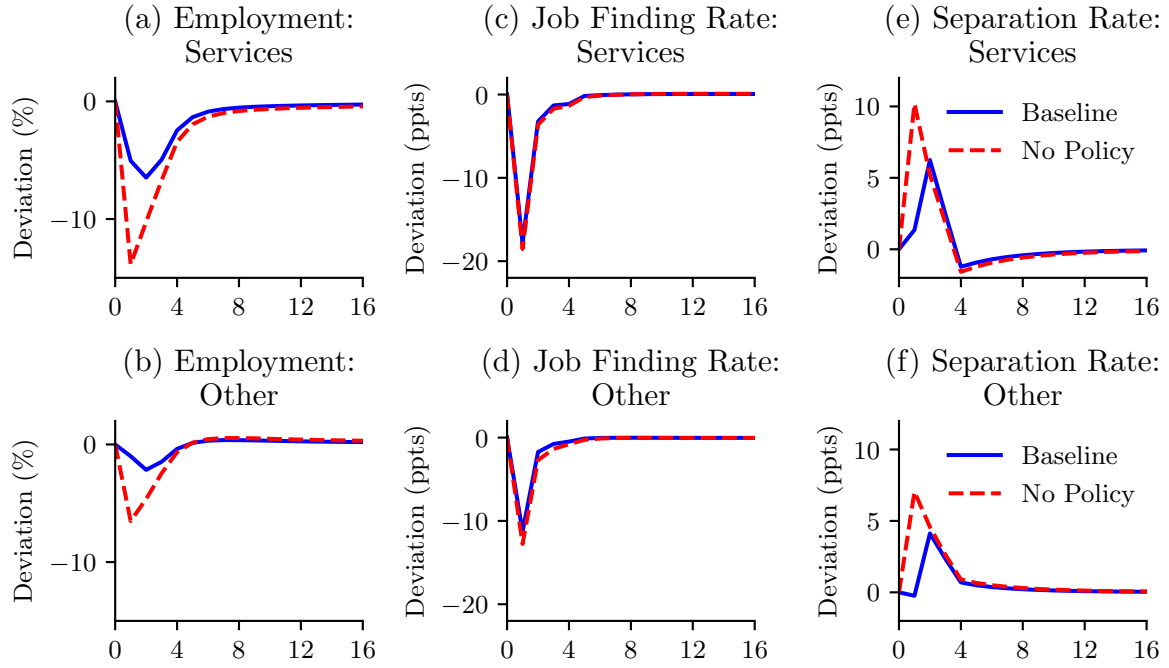 (a) Employment:
Services
Deviation (%)
0
−10
0 4 8 12 16
(c) Job Finding Rate:
Services
Deviation (ppts)
0
−10
−20
0 4 8 12 16
(e) Separation Rate:
Services
Deviation (ppts)
10
5
0
Baseline
No Policy
0 4 8 12 16
(b) Employment:
Other
Deviation (%)
0
−10
0 4 8 12 16
(d) Job Finding Rate:
Other
Deviation (ppts)
0
−10
−20
0 4 8 12 16
(f) Separation Rate:
Other
Deviation (ppts)
10
5
0
Baseline
No Policy
0 4 8 12 16